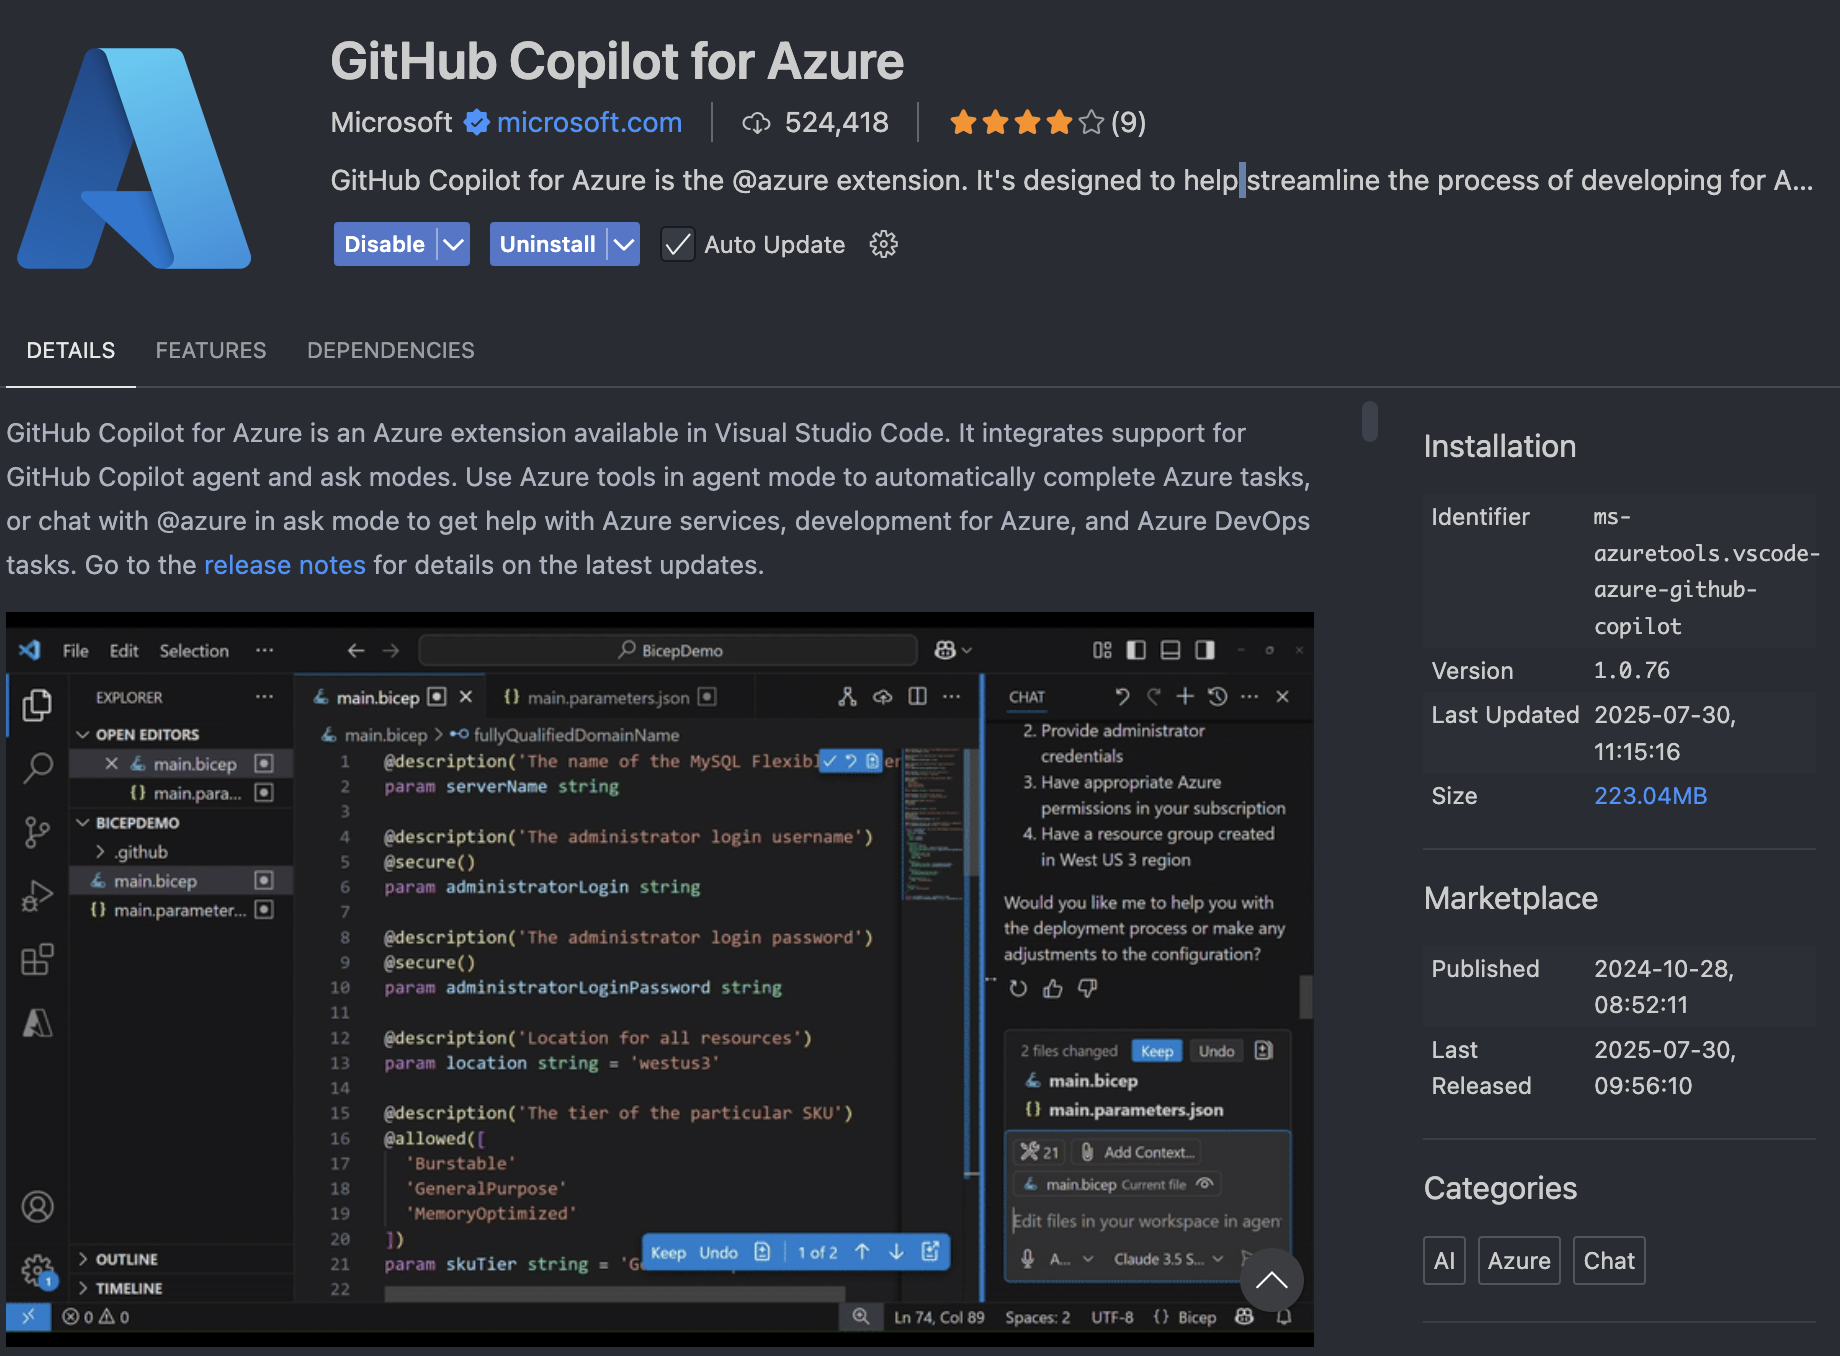 GitHub Copilot for Azure
Microsoft microsoft.com 524,418 (9)
GitHub Copilot for Azure is the @azure extension. It's designed to help streamline the process of developing for A...
Disable Uninstall Auto Update
DETAILS FEATURES DEPENDENCIES
GitHub Copilot for Azure is an Azure extension available in Visual Studio Code. It integrates support for
GitHub Copilot agent and ask modes. Use Azure tools in agent mode to automatically complete Azure tasks,
or chat with @azure in ask mode to get help with Azure services, development for Azure, and Azure DevOps
tasks. Go to the release notes for details on the latest updates.
File Edit Selection ··· BicepDemo
EXPLORER ···
OPEN EDITORS
main.bicep
{} main.para...
BICEPDEMO
.github
main.bicep
{} main.parameter...
OUTLINE
TIMELINE
main.bicep {} main.parameters.json
main.bicep > fullyQualifiedDomainName
1 @description('The name of the MySQL Flexibl er
2 param serverName string
3
4 @description('The administrator login username')
5 @secure()
6 param administratorLogin string
7
8 @description('The administrator login password')
9 @secure()
10 param administratorLoginPassword string
11
12 @description('Location for all resources')
13 param location string = 'westus3'
14
15 @description('The tier of the particular SKU')
16 @allowed([
17 'Burstable'
18 'GeneralPurpose'
19 'MemoryOptimized'
20 ])
21 param skuTier string = 'G
22
Keep Undo 1 of 2
CHAT
2. Provide administrator
credentials
3. Have appropriate Azure
permissions in your subscription
4. Have a resource group created
in West US 3 region
Would you like me to help you with
the deployment process or make any
adjustments to the configuration?
2 files changed Keep Undo
main.bicep
{} main.parameters.json
21 Add Context...
main.bicep Current file
Edit files in your workspace in agen
A... Claude 3.5 S...
1
0 0 Ln 74, Col 89 Spaces: 2 UTF-8 {} Bicep
Installation
Identifier ms-
azuretools.vscode-
azure-github-
copilot
Version 1.0.76
Last Updated 2025-07-30,
11:15:16
Size 223.04MB
Marketplace
Published 2024-10-28,
08:52:11
Last 2025-07-30,
Released 09:56:10
Categories
AI Azure Chat